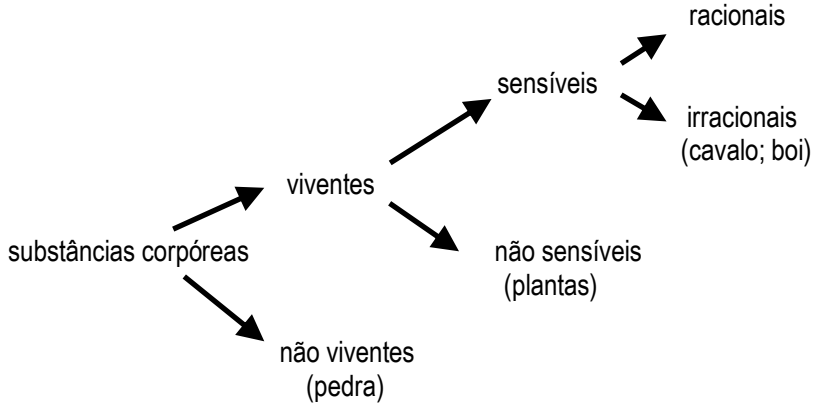 racionais
sensíveis
irracionais
(cavalo; boi)
viventes
substâncias corpóreas
não sensíveis
(plantas)
não viventes
(pedra)